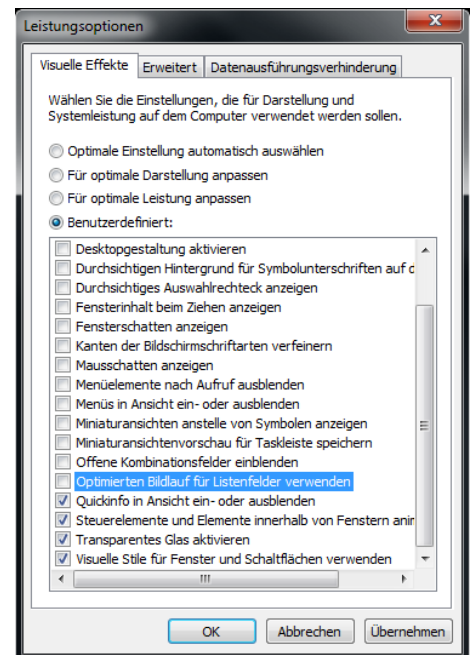 Leistungsoptionen
Visuelle Effekte Erweitert Datenausführungsverhinderung
Wählen Sie die Einstellungen, die für Darstellung und
Systemleistung auf dem Computer verwendet werden sollen.
Optimale Einstellung automatisch auswählen
Für optimale Darstellung anpassen
Für optimale Leistung anpassen
Benutzerdefiniert:
Desktopgestaltung aktivieren
Durchsichtigen Hintergrund für Symbolunterschriften auf d
Durchsichtiges Auswahlrechteck anzeigen
Fensterinhalt beim Ziehen anzeigen
Fensterschatten anzeigen
Kanten der Bildschirmschriftarten verfeinern
Mausschatten anzeigen
Menüelemente nach Aufruf ausblenden
Menüs in Ansicht ein- oder ausblenden
Miniaturansichten anstelle von Symbolen anzeigen
Miniaturansichtenvorschau für Taskleiste speichern
Offene Kombinationsfelder einblenden
Optimierten Bildlauf für Listenfelder verwenden
Quickinfo in Ansicht ein- oder ausblenden
Steuerelemente und Elemente innerhalb von Fenstern anir
Transparentes Glas aktivieren
Visuelle Stile für Fenster und Schaltflächen verwenden
OK Abbrechen Übernehmen